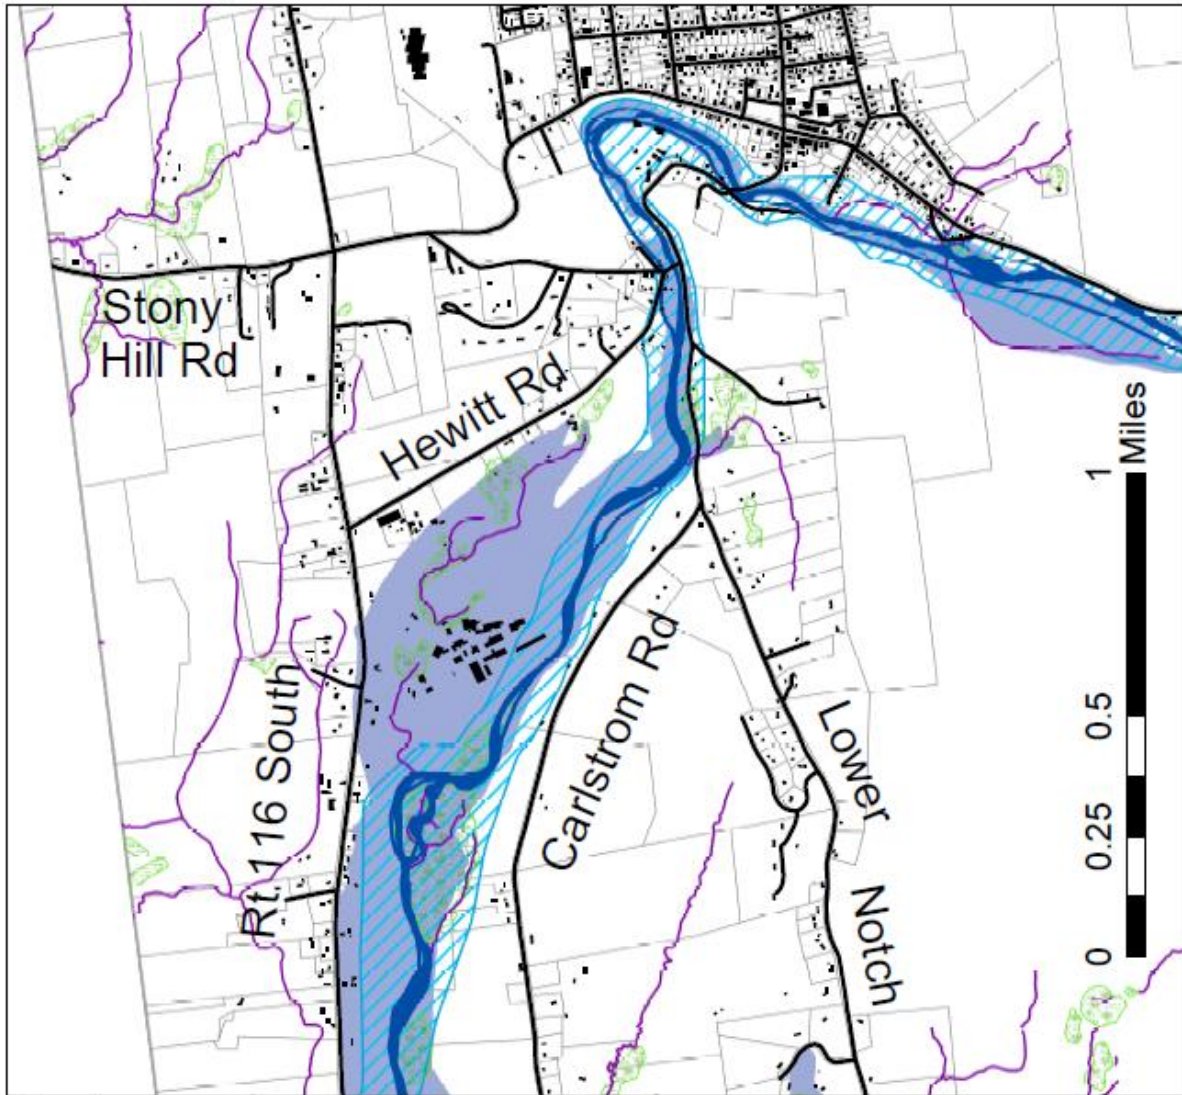 Stony
Hill Rd
Hewitt Rd
Rt. 116 South
Carlstrom Rd
Lower
Notch
0 0.25 0.5 1
Miles